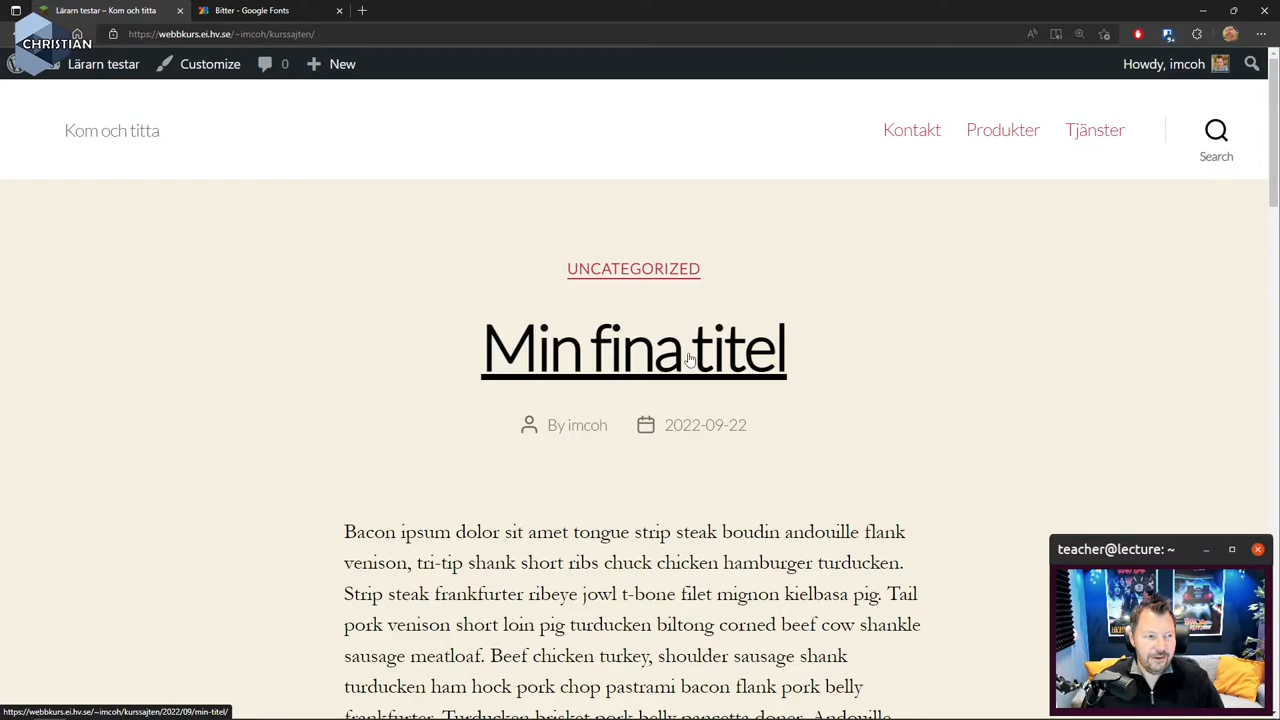 Lärarn testar – Kom och titta
Bitter - Google Fonts
https://webbkurs.ei.hv.se/~imcoh/kurssajten/
CHRISTIAN
Lärarn testar
Customize
0
New
Howdy, imcoh
Kom och titta
Kontakt
Produkter
Tjänster
Search
UNCATEGORIZED
Min fina titel
By imcoh
2022-09-22
Bacon ipsum dolor sit amet tongue strip steak boudin andouille flank
venison, tri-tip shank short ribs chuck chicken hamburger turducken.
Strip steak frankfurter ribeye jowl t-bone filet mignon kielbasa pig. Tail
pork venison short loin pig turducken biltong corned beef cow shankle
sausage meatloaf. Beef chicken turkey, shoulder sausage shank
turducken ham hock pork chop pastrami bacon flank pork belly
frankfurter. Turducken brisket pork belly pancetta doner. Andouille
teacher@lecture: ~
https://webbkurs.ei.hv.se/~imcoh/kurssajten/2022/09/min-titel/